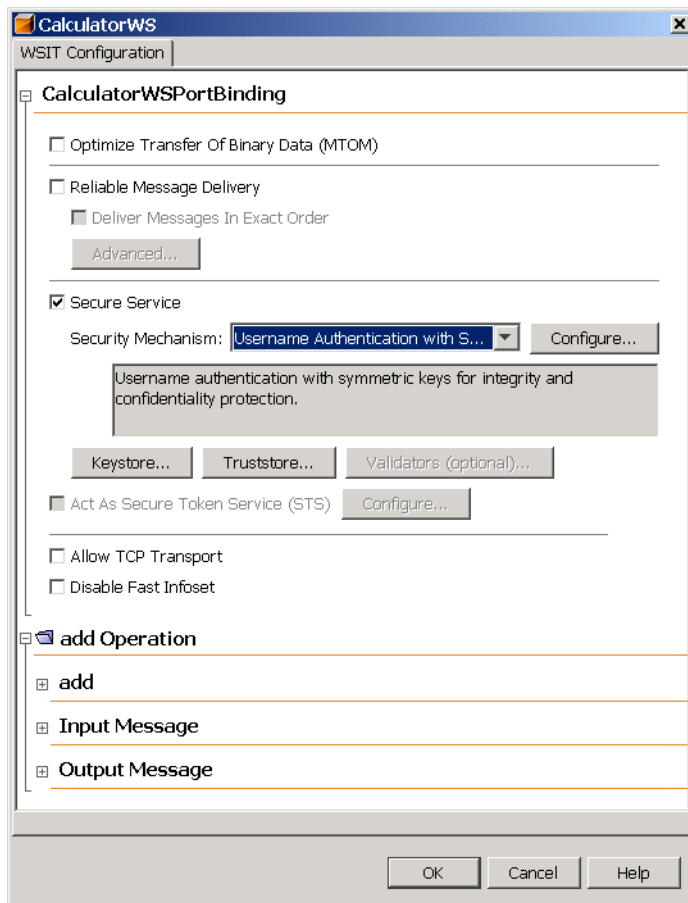 CalculatorWS
WSIT Configuration
CalculatorWSPortBinding
Optimize Transfer Of Binary Data (MTOM)
Reliable Message Delivery
Deliver Messages In Exact Order
Advanced...
Secure Service
Security Mechanism: Username Authentication with S... Configure...
Username authentication with symmetric keys for integrity and
confidentiality protection.
Keystore... Truststore... Validators (optional)...
Act As Secure Token Service (STS) Configure...
Allow TCP Transport
Disable Fast Infoset
add Operation
add
Input Message
Output Message
OK Cancel Help